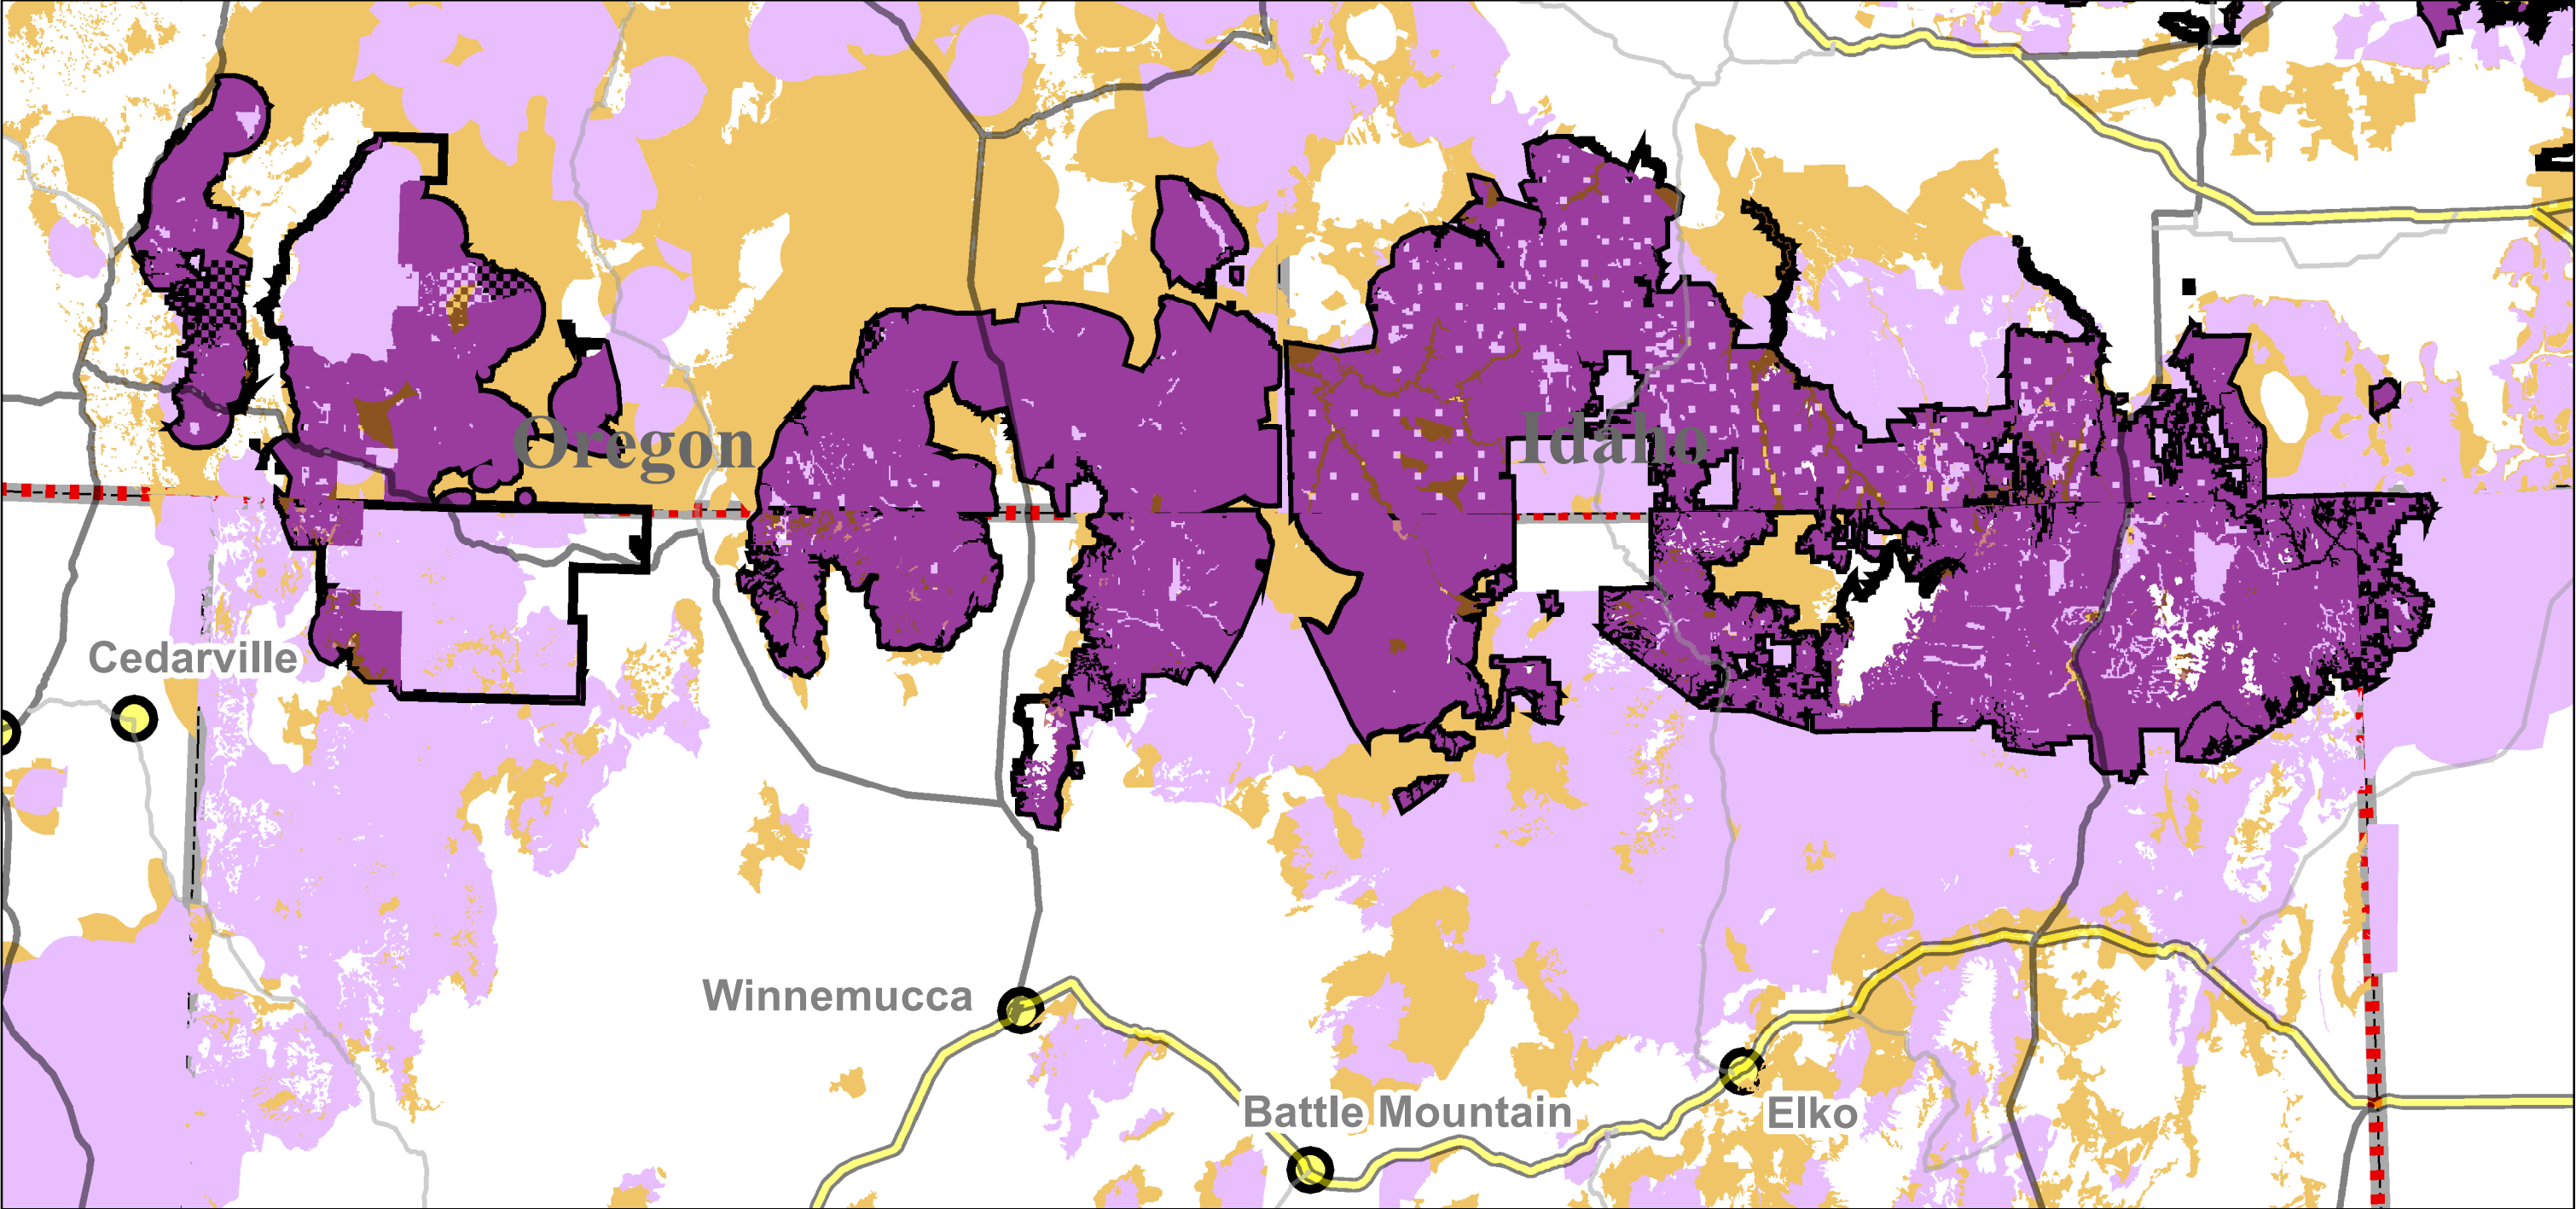 Oregon
Idaho
Cedarville
Winnemucca
Battle Mountain
Elko